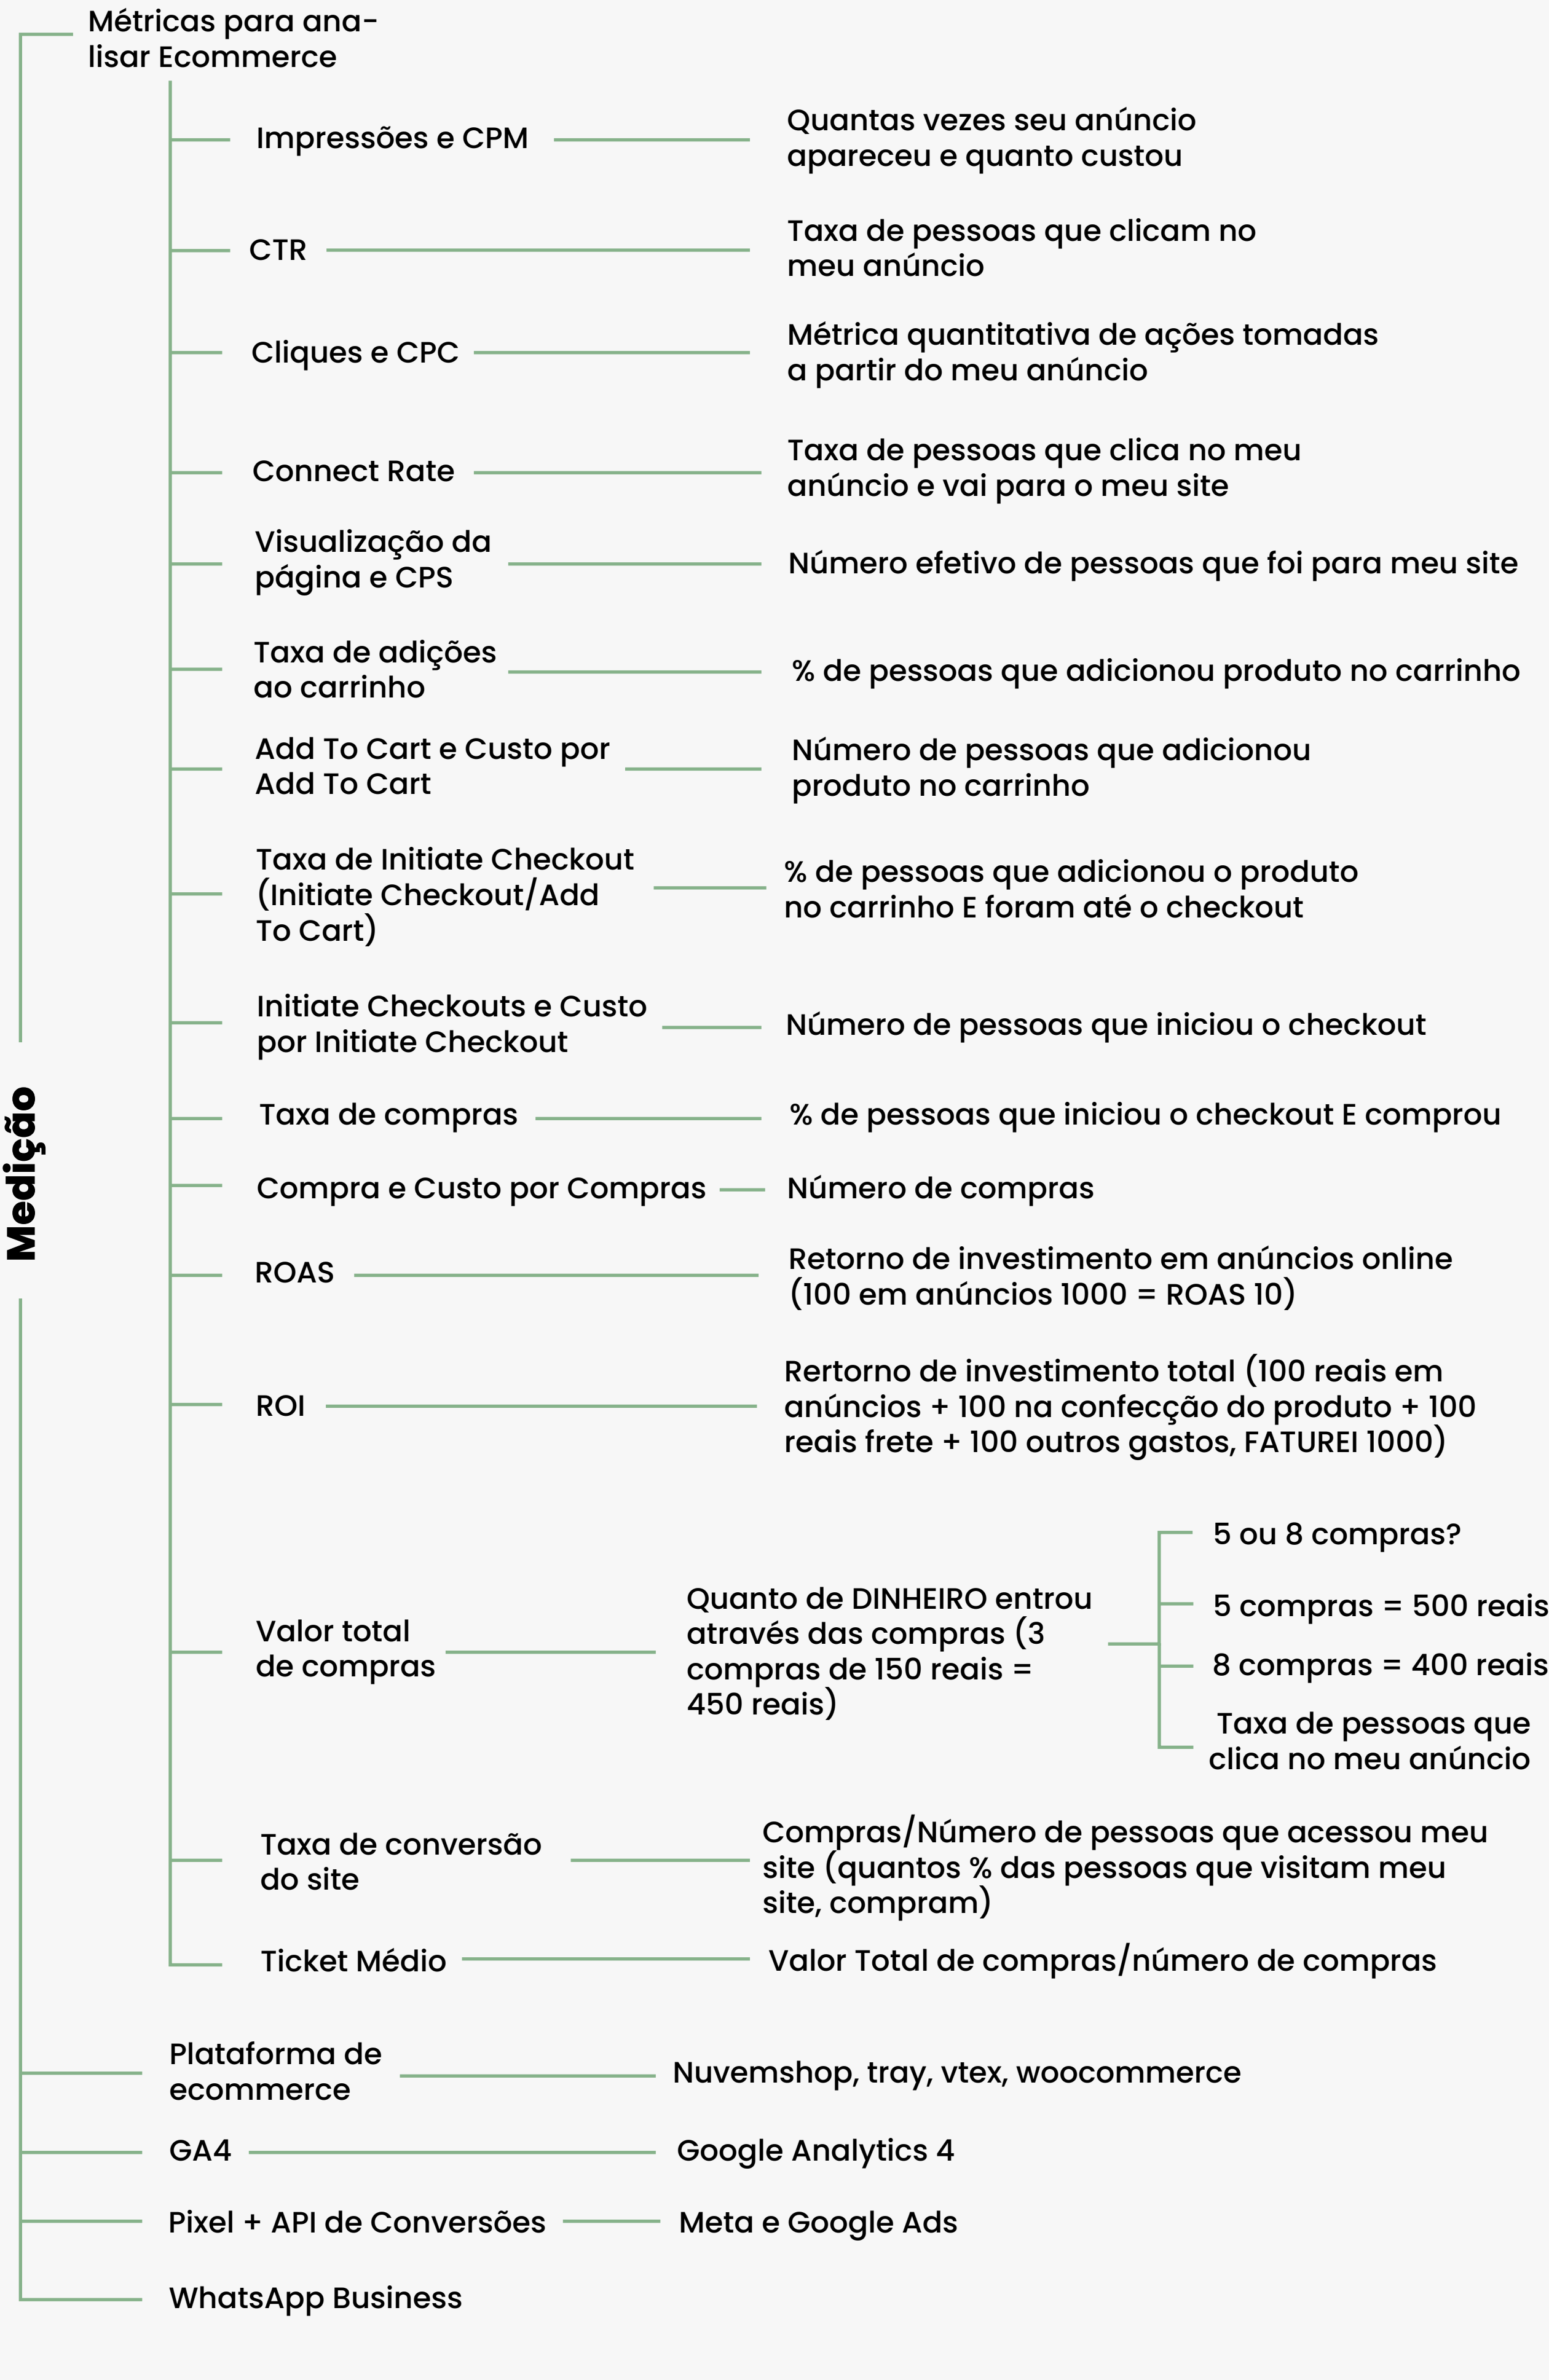 Métricas para ana-
lisar Ecommerce
Impressões e CPM
Quantas vezes seu anúncio
apareceu e quanto custou
CTR
Taxa de pessoas que clicam no
meu anúncio
Cliques e CPC
Métrica quantitativa de ações tomadas
a partir do meu anúncio
Connect Rate
Taxa de pessoas que clica no meu
anúncio e vai para o meu site
Visualização da
página e CPS
Número efetivo de pessoas que foi para meu site
Taxa de adições
ao carrinho
% de pessoas que adicionou produto no carrinho
Add To Cart e Custo por
Add To Cart
Número de pessoas que adicionou
produto no carrinho
Taxa de Initiate Checkout
(Initiate Checkout/Add
To Cart)
% de pessoas que adicionou o produto
no carrinho E foram até o checkout
Initiate Checkouts e Custo
por Initiate Checkout
Número de pessoas que iniciou o checkout
Medição
Taxa de compras
% de pessoas que iniciou o checkout E comprou
Compra e Custo por Compras
Número de compras
ROAS
Retorno de investimento em anúncios online
(100 em anúncios 1000 = ROAS 10)
ROI
Rertorno de investimento total (100 reais em
anúncios + 100 na confecção do produto + 100
reais frete + 100 outros gastos, FATUREI 1000)
Valor total
de compras
Quanto de DINHEIRO entrou
através das compras (3
compras de 150 reais =
450 reais)
5 ou 8 compras?
5 compras = 500 reais
8 compras = 400 reais
Taxa de pessoas que
clica no meu anúncio
Taxa de conversão
do site
Compras/Número de pessoas que acessou meu
site (quantos % das pessoas que visitam meu
site, compram)
Ticket Médio
Valor Total de compras/número de compras
Plataforma de
ecommerce
Nuvemshop, tray, vtex, woocommerce
GA4
Google Analytics 4
Pixel + API de Conversões
Meta e Google Ads
WhatsApp Business